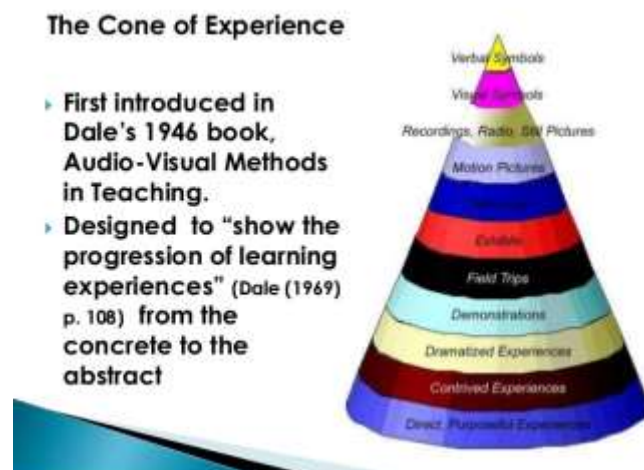 The Cone of Experience
First introduced in
Dale's 1946 book,
Audio-Visual Methods
in Teaching.
Designed to “show the
progression of learning
experiences” (Dale (1969)
p. 108) from the
concrete to the
abstract
Verbal Symbols
Visual Symbols
Recordings, Radio, Still Pictures
Motion Pictures
Exhibits
Field Trips
Demonstrations
Dramatized Experiences
Contrived Experiences
Direct, Purposeful Experiences